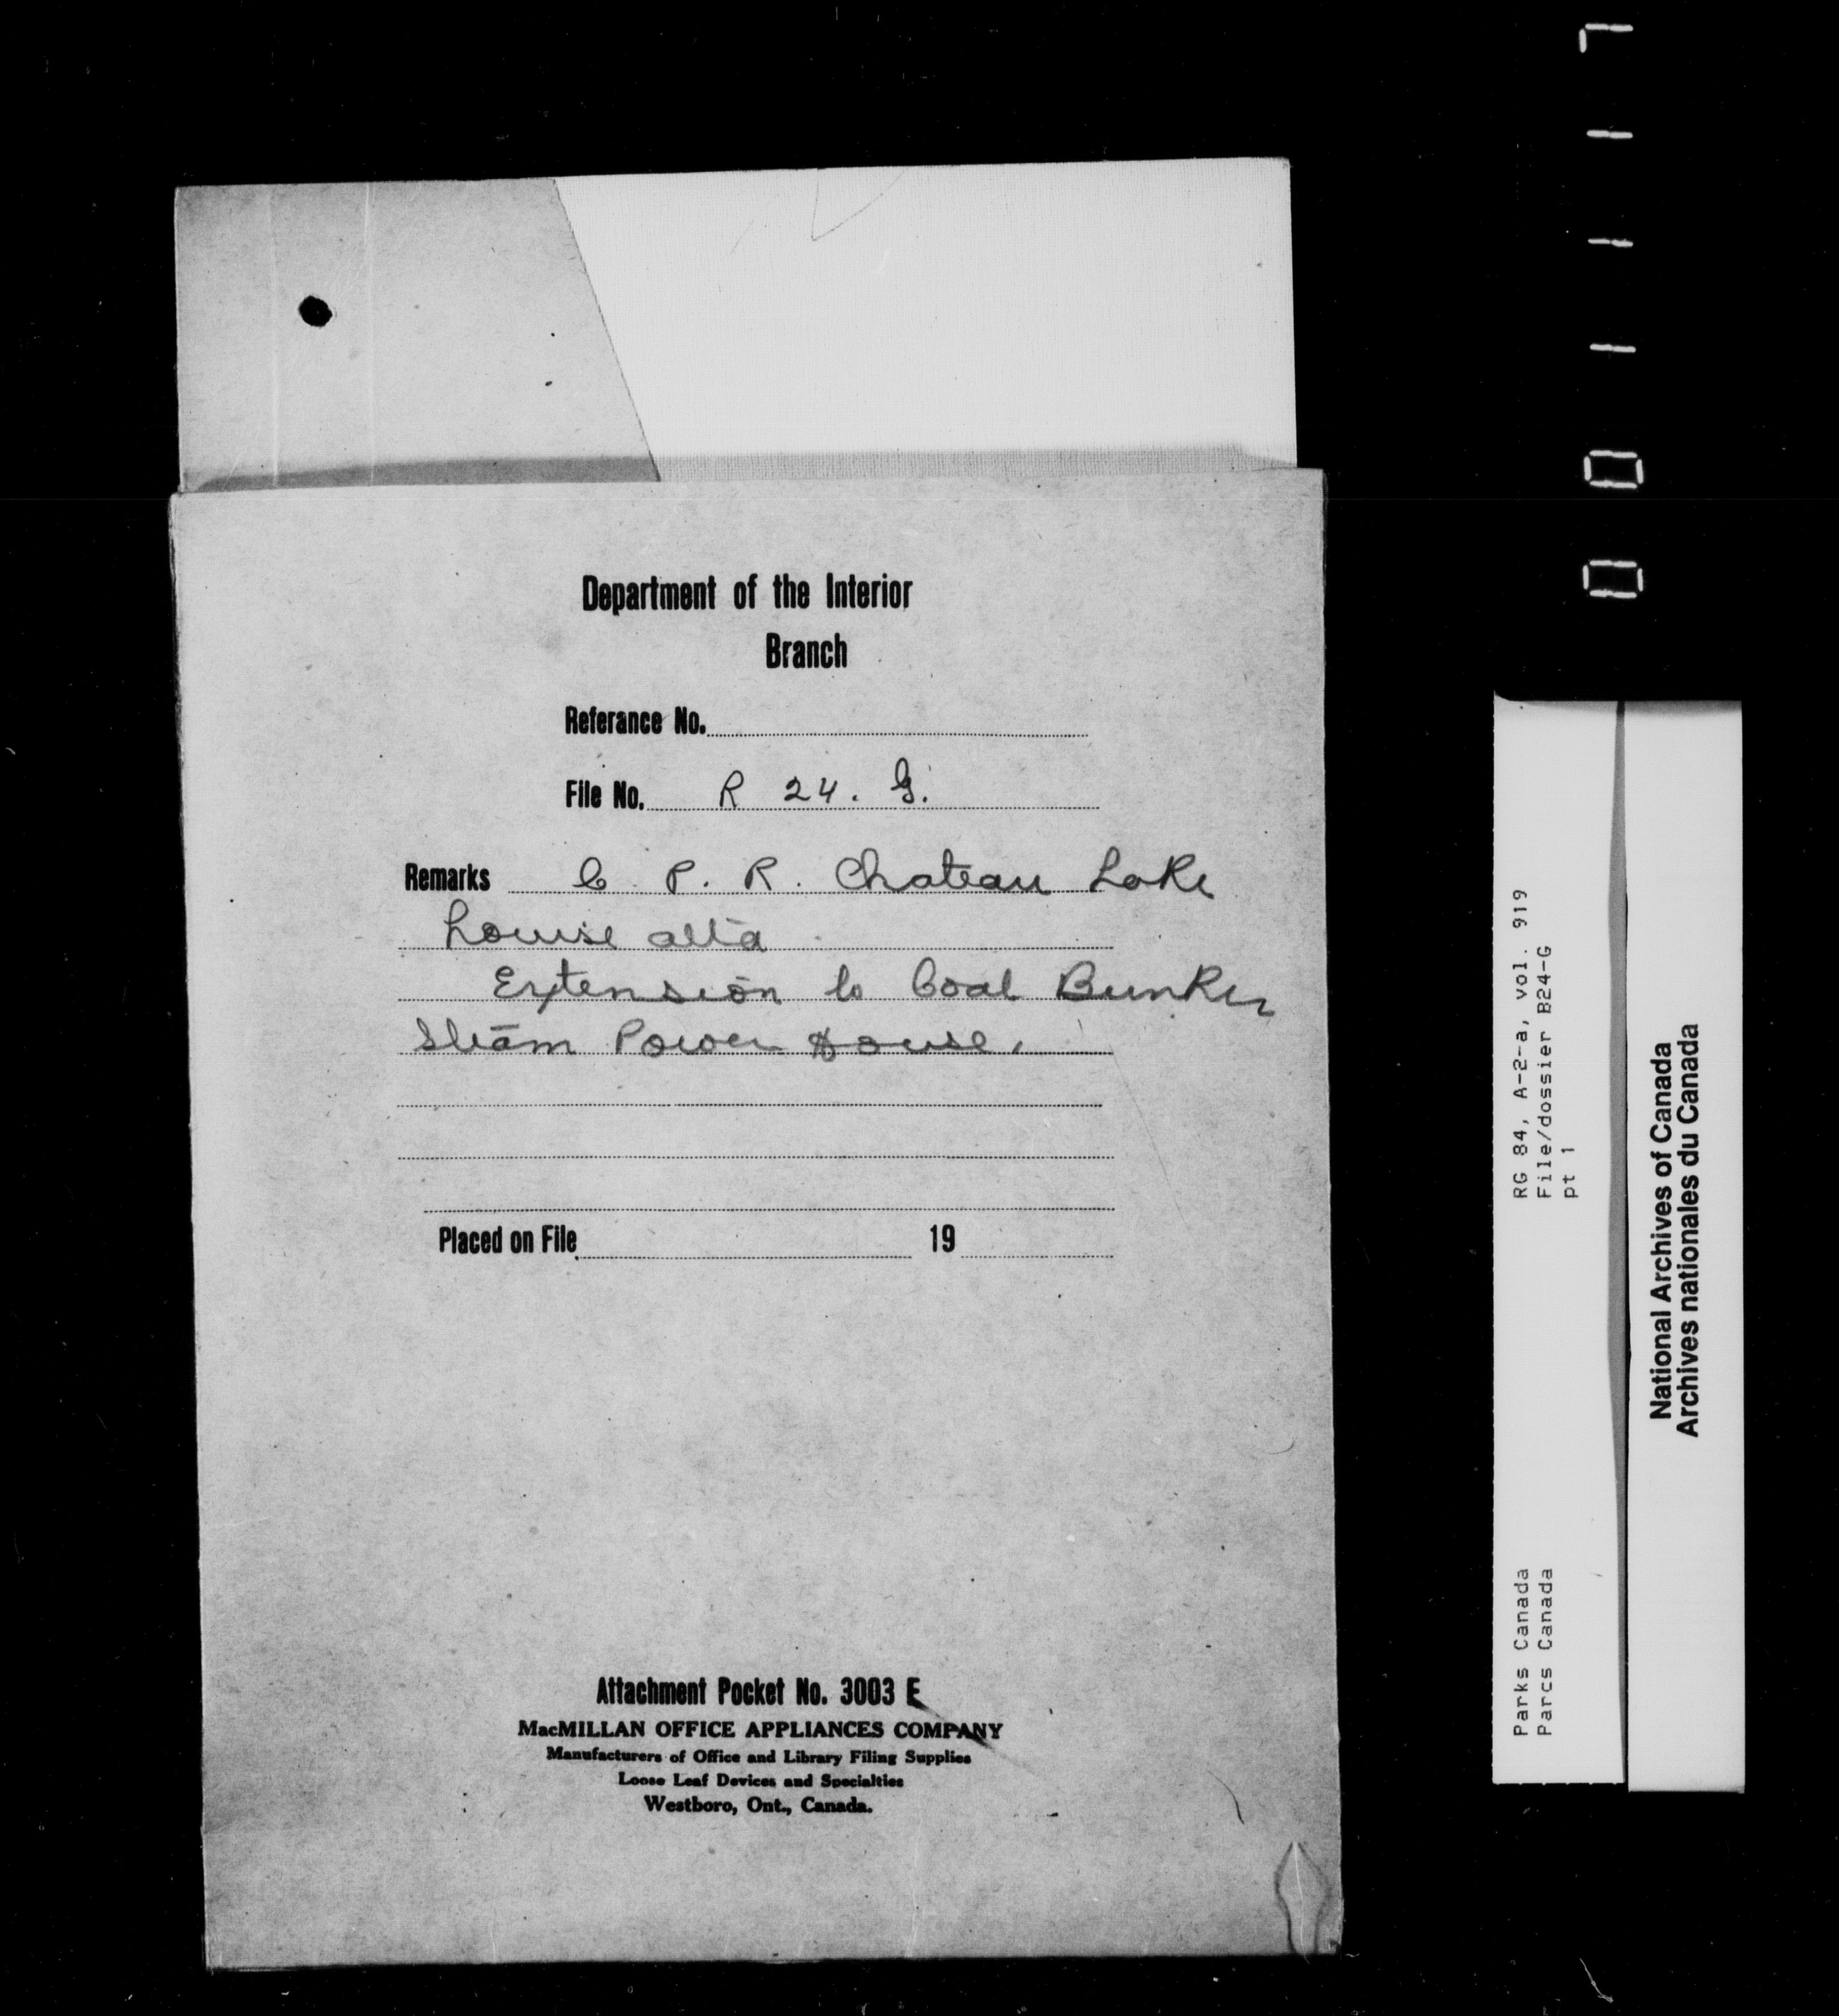 Department of the Interior
Branch
Referance No.
File No. R 24. G.
Remarks C. P. R. Chateau Lake
Louise alta
Extension to Coal Bunker
Steam Power House.
Placed on File 19
Attachment Pocket No. 3003 E
MacMILLAN OFFICE APPLIANCES COMPANY
Manufacturers of Office and Library Filing Supplies
Loose Leaf Devices and Specialties
Westboro, Ont., Canada.
RG 84, A-2-a, vol. 919
File/dossier B24-G
pt 1
Parks Canada
Parcs Canada
National Archives of Canada
Archives nationales du Canada